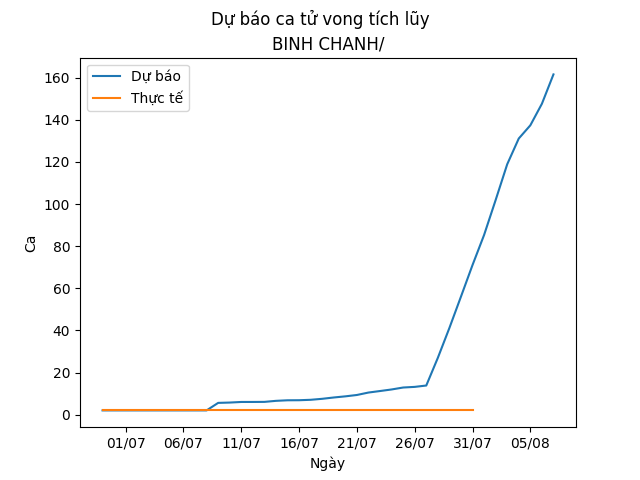 Dự báo ca tử vong tích lũy
BINH CHANH/
Dự báo
Thực tế
160
140
120
100
80
60
40
20
0
Ca
01/07 06/07 11/07 16/07 21/07 26/07 31/07 05/08
Ngày